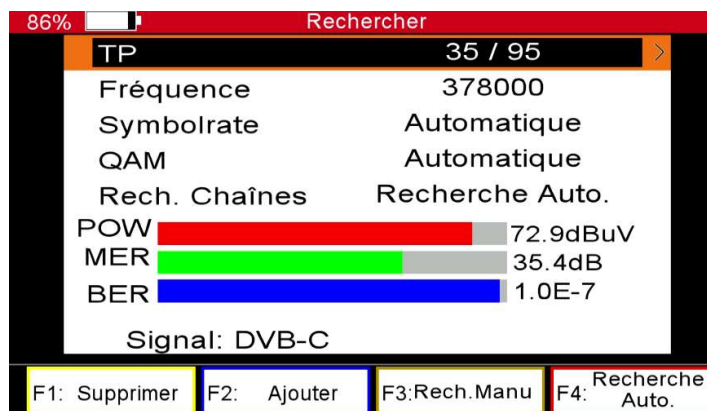 86% Rechercher
TP 35 / 95 >
Fréquence 378000
Symbolrate Automatique
QAM Automatique
Rech. Chaînes Recherche Auto.
POW 72.9dBuV
MER 35.4dB
BER 1.0E-7
Signal: DVB-C
F1: Supprimer F2: Ajouter F3:Rech.Manu F4: Recherche Auto.